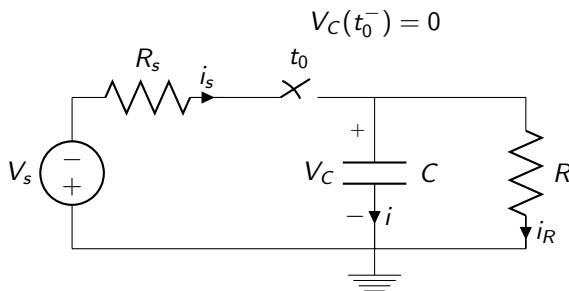 V_C(t_0^-) = 0
R_s
i_s
t_0
+
V_s
−
+
V_C
C
R
−
i
i_R